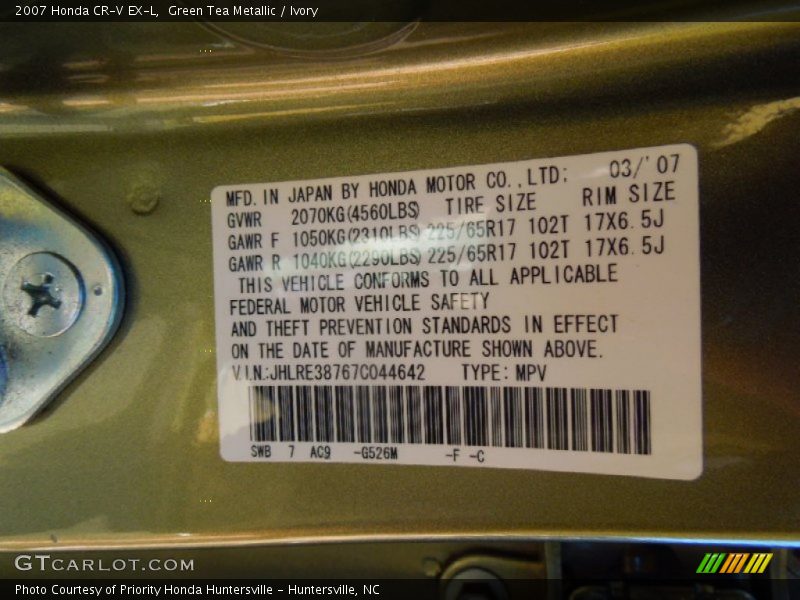 2007 Honda CR-V EX-L,  Green Tea Metallic / Ivory
MFD. IN JAPAN BY HONDA MOTOR CO.,LTD: 03/'07
GVWR 2070KG(4560LBS) TIRE SIZE RIM SIZE
GAWR F 1050KG(2310LBS) 225/65R17 102T 17X6.5J
GAWR R 1040KG(2290LBS) 225/65R17 102T 17X6.5J
THIS VEHICLE CONFORMS TO ALL APPLICABLE
FEDERAL MOTOR VEHICLE SAFETY
AND THEFT PREVENTION STANDARDS IN EFFECT
ON THE DATE OF MANUFACTURE SHOWN ABOVE.
V.I.N.:JHLRE38767C044642 TYPE: MPV
SWB 7 AC9 -G526M -F -C
GTCARLOT.COM
Photo Courtesy of Priority Honda Huntersville - Huntersville, NC